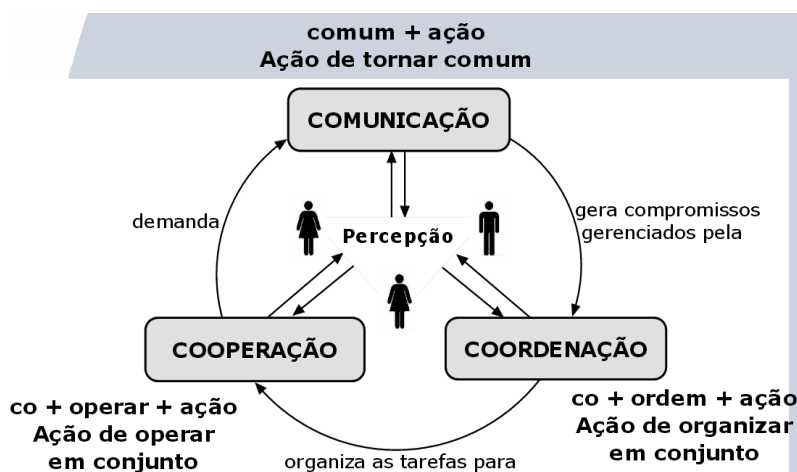 comum + ação
Ação de tornar comum
COMUNICAÇÃO
demanda
gera compromissos
gerenciados pela
Percepção
COOPERAÇÃO
COORDENAÇÃO
co + operar + ação
Ação de operar
em conjunto
co + ordem + ação
Ação de organizar
em conjunto
organiza as tarefas para